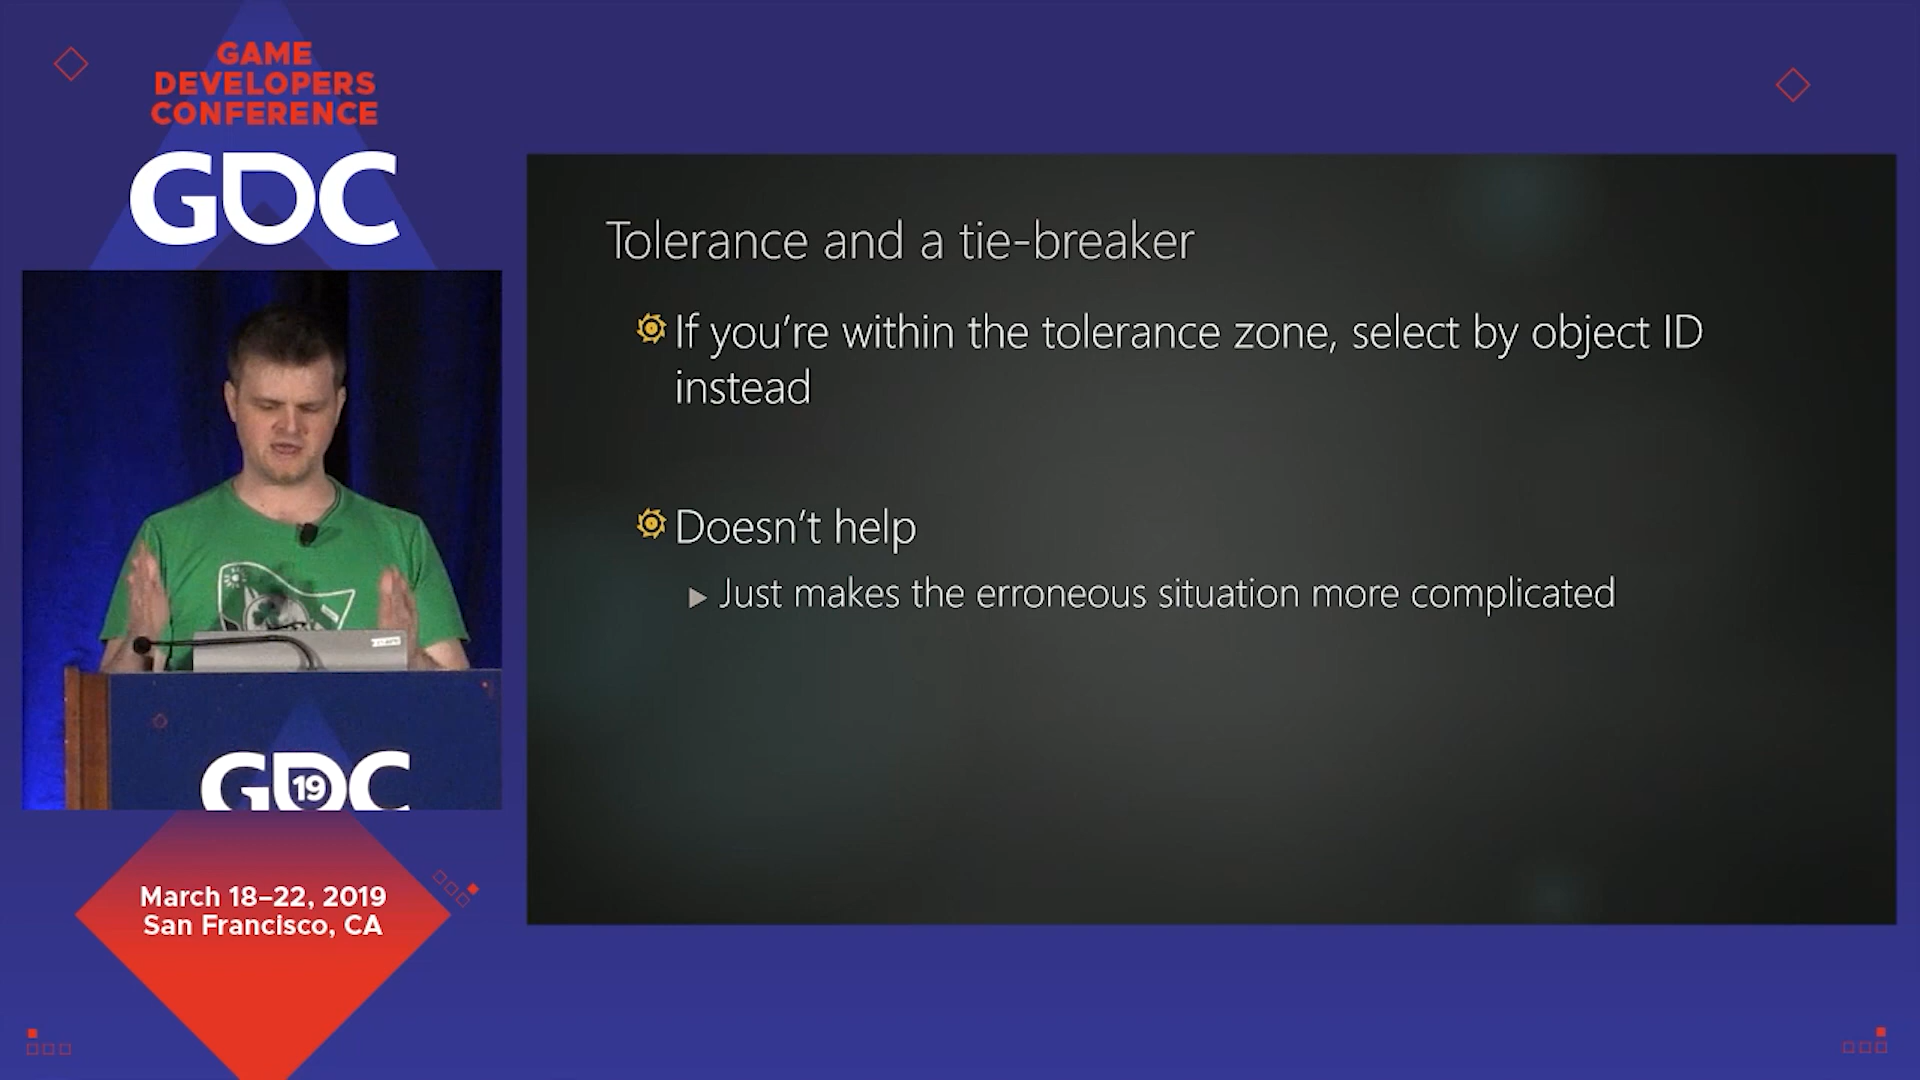 GAME
DEVELOPERS
CONFERENCE
GDC
Tolerance and a tie-breaker
If you're within the tolerance zone, select by object ID
instead
Doesn't help
Just makes the erroneous situation more complicated
GDC
19
March 18–22, 2019
San Francisco, CA